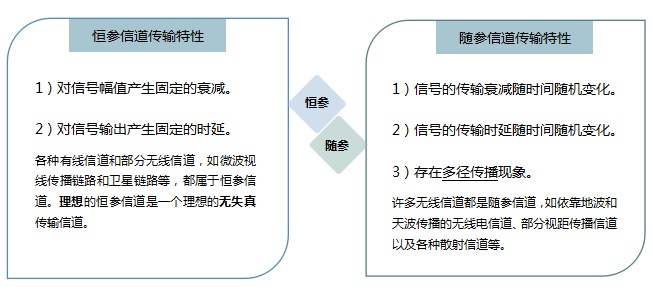 恒参信道传输特性
1）对信号幅值产生固定的衰减。
2）对信号输出产生固定的时延。
各种有线信道和部分无线信道，如微波视
线传播链路和卫星链路等，都属于恒参信
道。理想的恒参信道是一个理想的无失真
传输信道。
恒参
随参
随参信道传输特性
1）信号的传输衰减随时间随机变化。
2）信号的传输时延随时间随机变化。
3）存在多径传播现象。
许多无线信道都是随参信道，如依靠地波和
天波传播的无线电信道、部分视距传播信道
以及各种散射信道等。